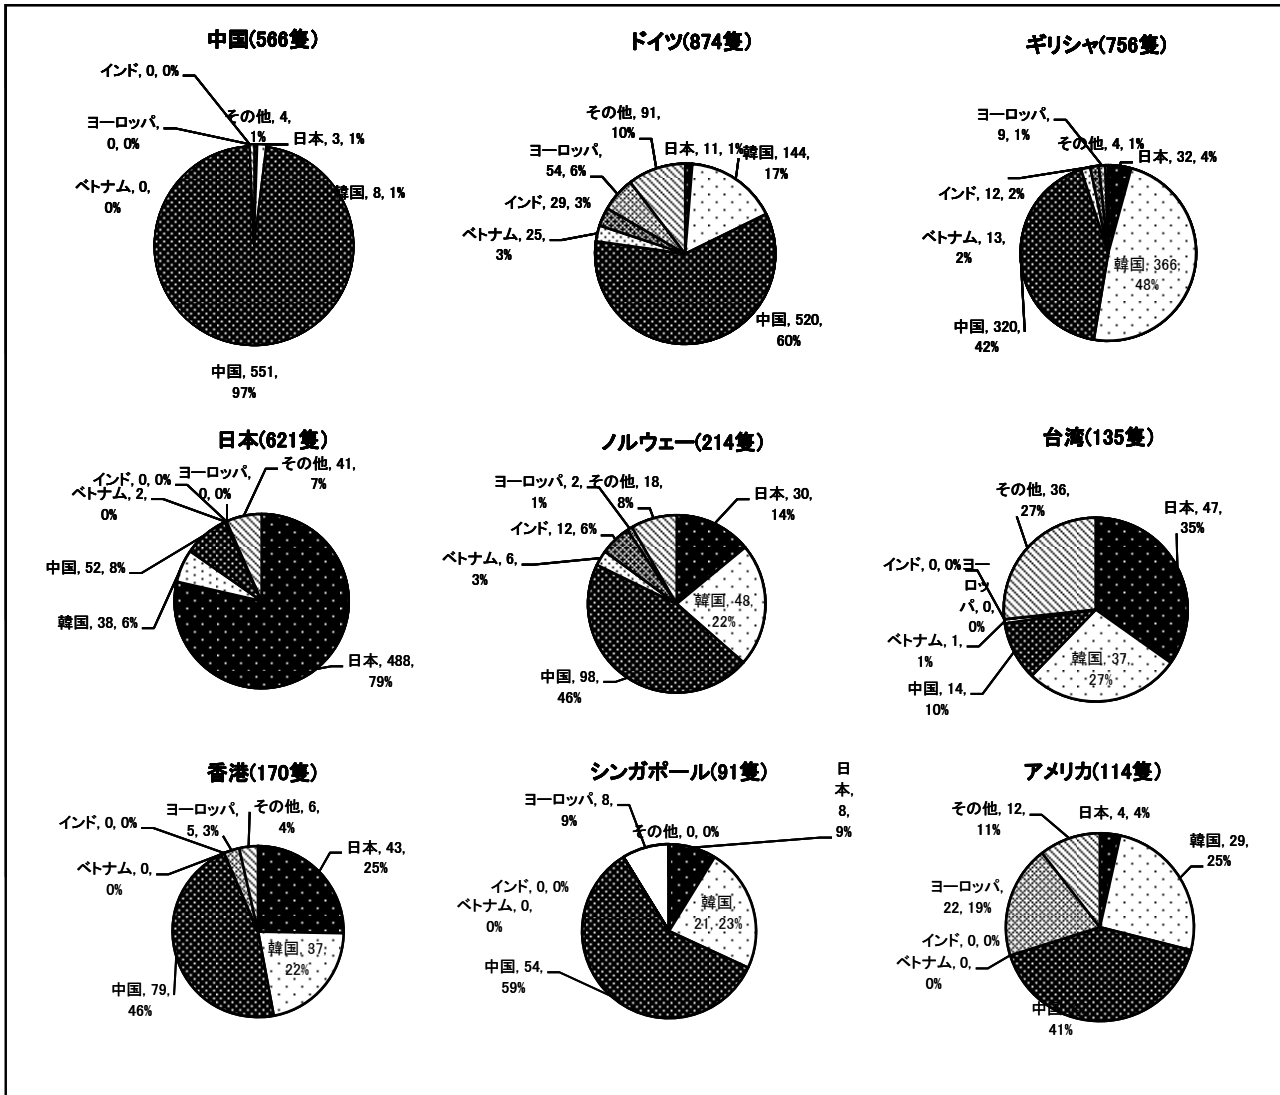 中国(566隻)
インド, 0, 0%
ヨーロッパ,
0, 0%
その他, 4,
1%
日本, 3, 1%
ベトナム, 0,
0%
韓国, 8, 1%
中国, 551,
97%
ドイツ(874隻)
その他, 91,
10%
日本, 11, 1%
韓国, 144,
17%
ヨーロッパ,
54, 6%
インド, 29, 3%
ベトナム, 25,
3%
中国, 520,
60%
ギリシャ(756隻)
ヨーロッパ,
9, 1%
その他, 4, 1%
日本, 32, 4%
インド, 12, 2%
ベトナム, 13,
2%
韓国, 366,
48%
中国, 320,
42%
日本(621隻)
インド, 0, 0%
ヨーロッパ,
0, 0%
その他, 41,
7%
ベトナム, 2,
0%
中国, 52, 8%
韓国, 38, 6%
日本, 488,
79%
ノルウェー(214隻)
ヨーロッパ, 2,
1%
その他, 18,
8%
日本, 30,
14%
インド, 12, 6%
ベトナム, 6,
3%
韓国, 48,
22%
中国, 98,
46%
台湾(135隻)
その他, 36,
27%
日本, 47,
35%
インド, 0, 0%
ヨー
ロッ
パ, 0,
0%
ベトナム, 1,
1%
韓国, 37,
27%
中国, 14,
10%
香港(170隻)
ヨーロッパ,
5, 3%
その他, 6,
4%
インド, 0, 0%
日本, 43,
25%
ベトナム, 0,
0%
韓国, 37,
22%
中国, 79,
46%
シンガポール(91隻)
日
本,
8,
9%
ヨーロッパ, 8,
9%
その他, 0, 0%
インド, 0, 0%
ベトナム, 0,
0%
韓国,
21, 23%
中国, 54,
59%
アメリカ(114隻)
その他, 12,
11%
日本, 4, 4%
韓国, 29,
25%
ヨーロッパ,
22, 19%
インド, 0, 0%
ベトナム, 0,
0%
中国
41%